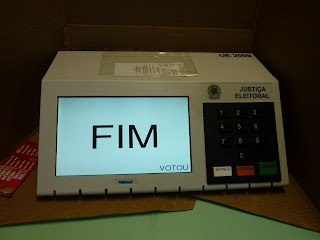 UE 2009
JUSTIÇA
ELEITORAL
FIM
VOTOU
1 2 3
4 5 6
7 8 9
0
BRANCO